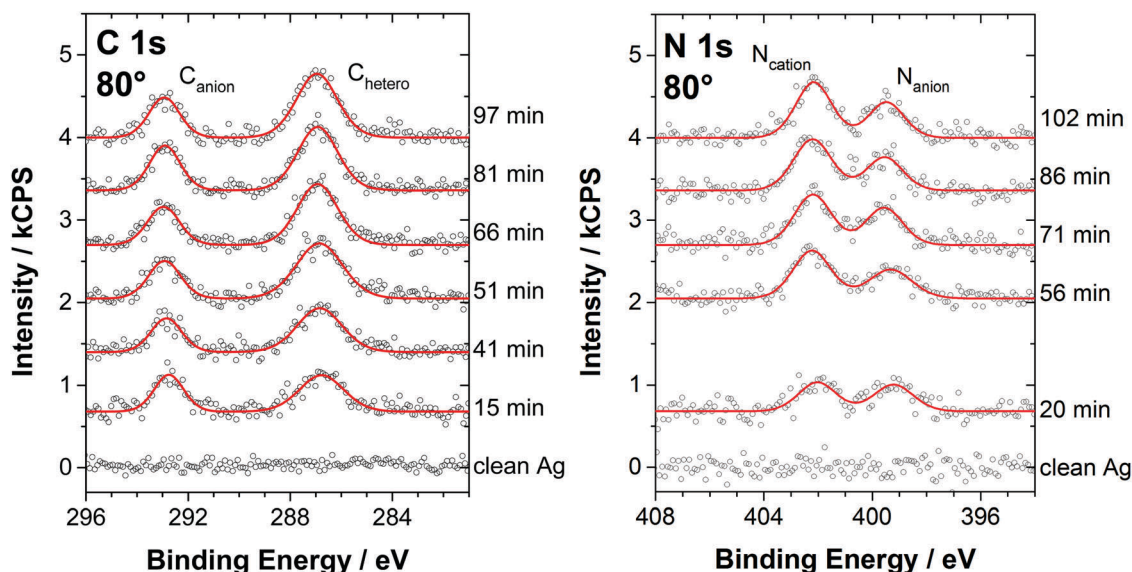 C 1s
80°
C_anion
C_hetero
5
4
3
2
1
0
97 min
81 min
66 min
51 min
41 min
15 min
clean Ag
296
292
288
284
Intensity / kCPS
Binding Energy / eV
N 1s
80°
N_cation
N_anion
5
4
3
2
1
0
102 min
86 min
71 min
56 min
20 min
clean Ag
408
404
400
396
Intensity / kCPS
Binding Energy / eV